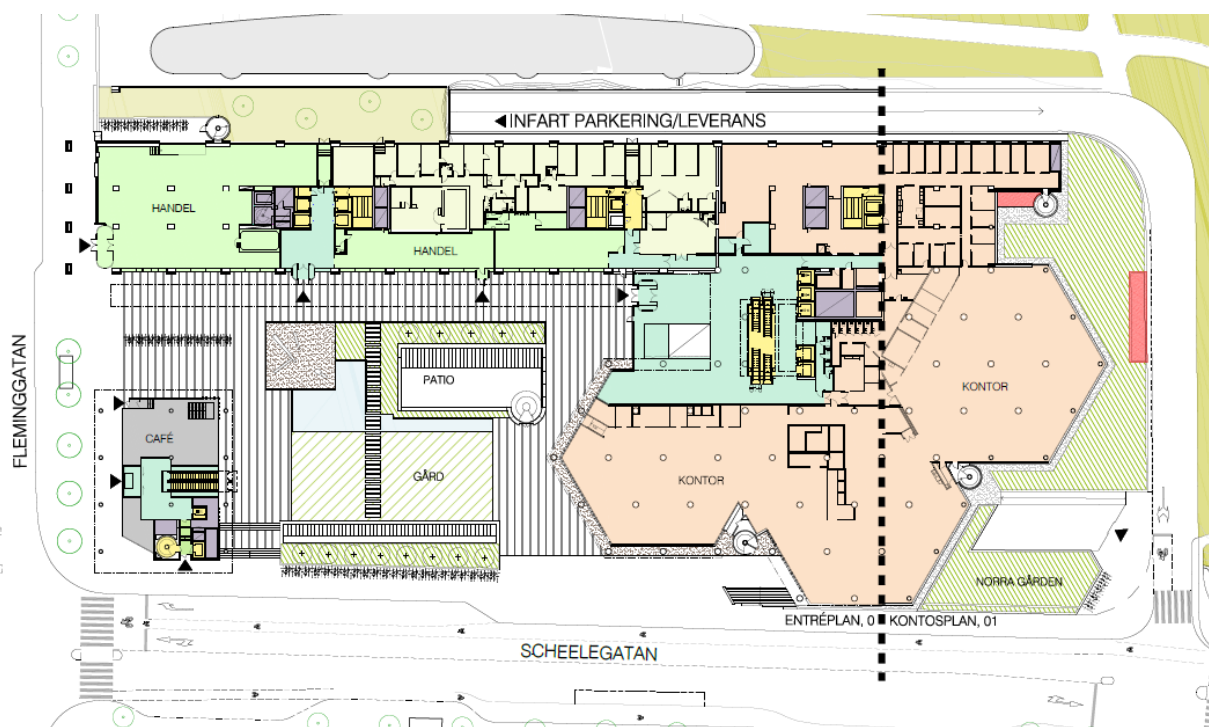 INFART PARKERING/LEVERANS
HANDEL
HANDEL
FLEMINGGATAN
PATIO
KONTOR
CAFÉ
GÅRD
KONTOR
NORRA GÅRDEN
ENTRÉPLAN, 0
KONTOSPLAN, 01
SCHEELEGATAN